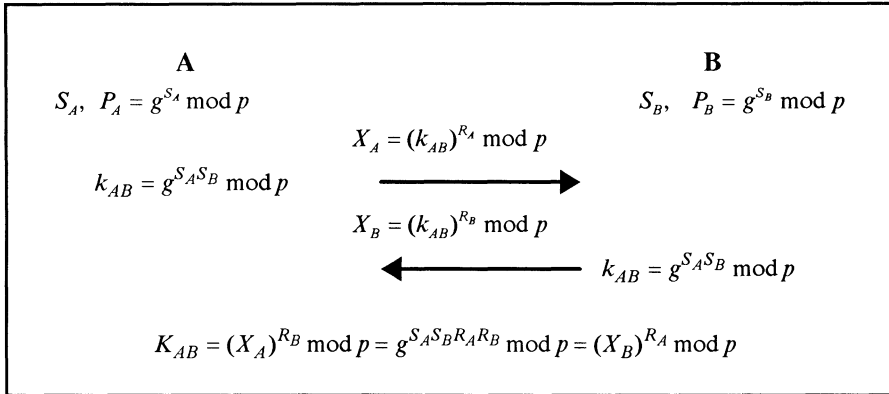 A B
S_A, P_A = g^{S_A} mod p S_B, P_B = g^{S_B} mod p
X_A = (k_{AB})^{R_A} mod p
k_{AB} = g^{S_A S_B} mod p
X_B = (k_{AB})^{R_B} mod p
k_{AB} = g^{S_A S_B} mod p
K_{AB} = (X_A)^{R_B} mod p = g^{S_A S_B R_A R_B} mod p = (X_B)^{R_A} mod p